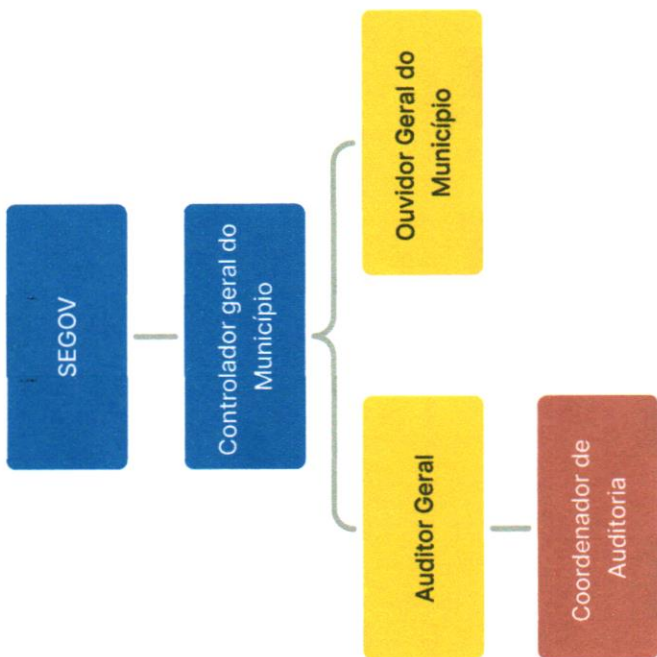 SEGOV
Controlador geral do
Município
Auditor Geral
Ouvidor Geral do
Município
Coordenador de
Auditoria